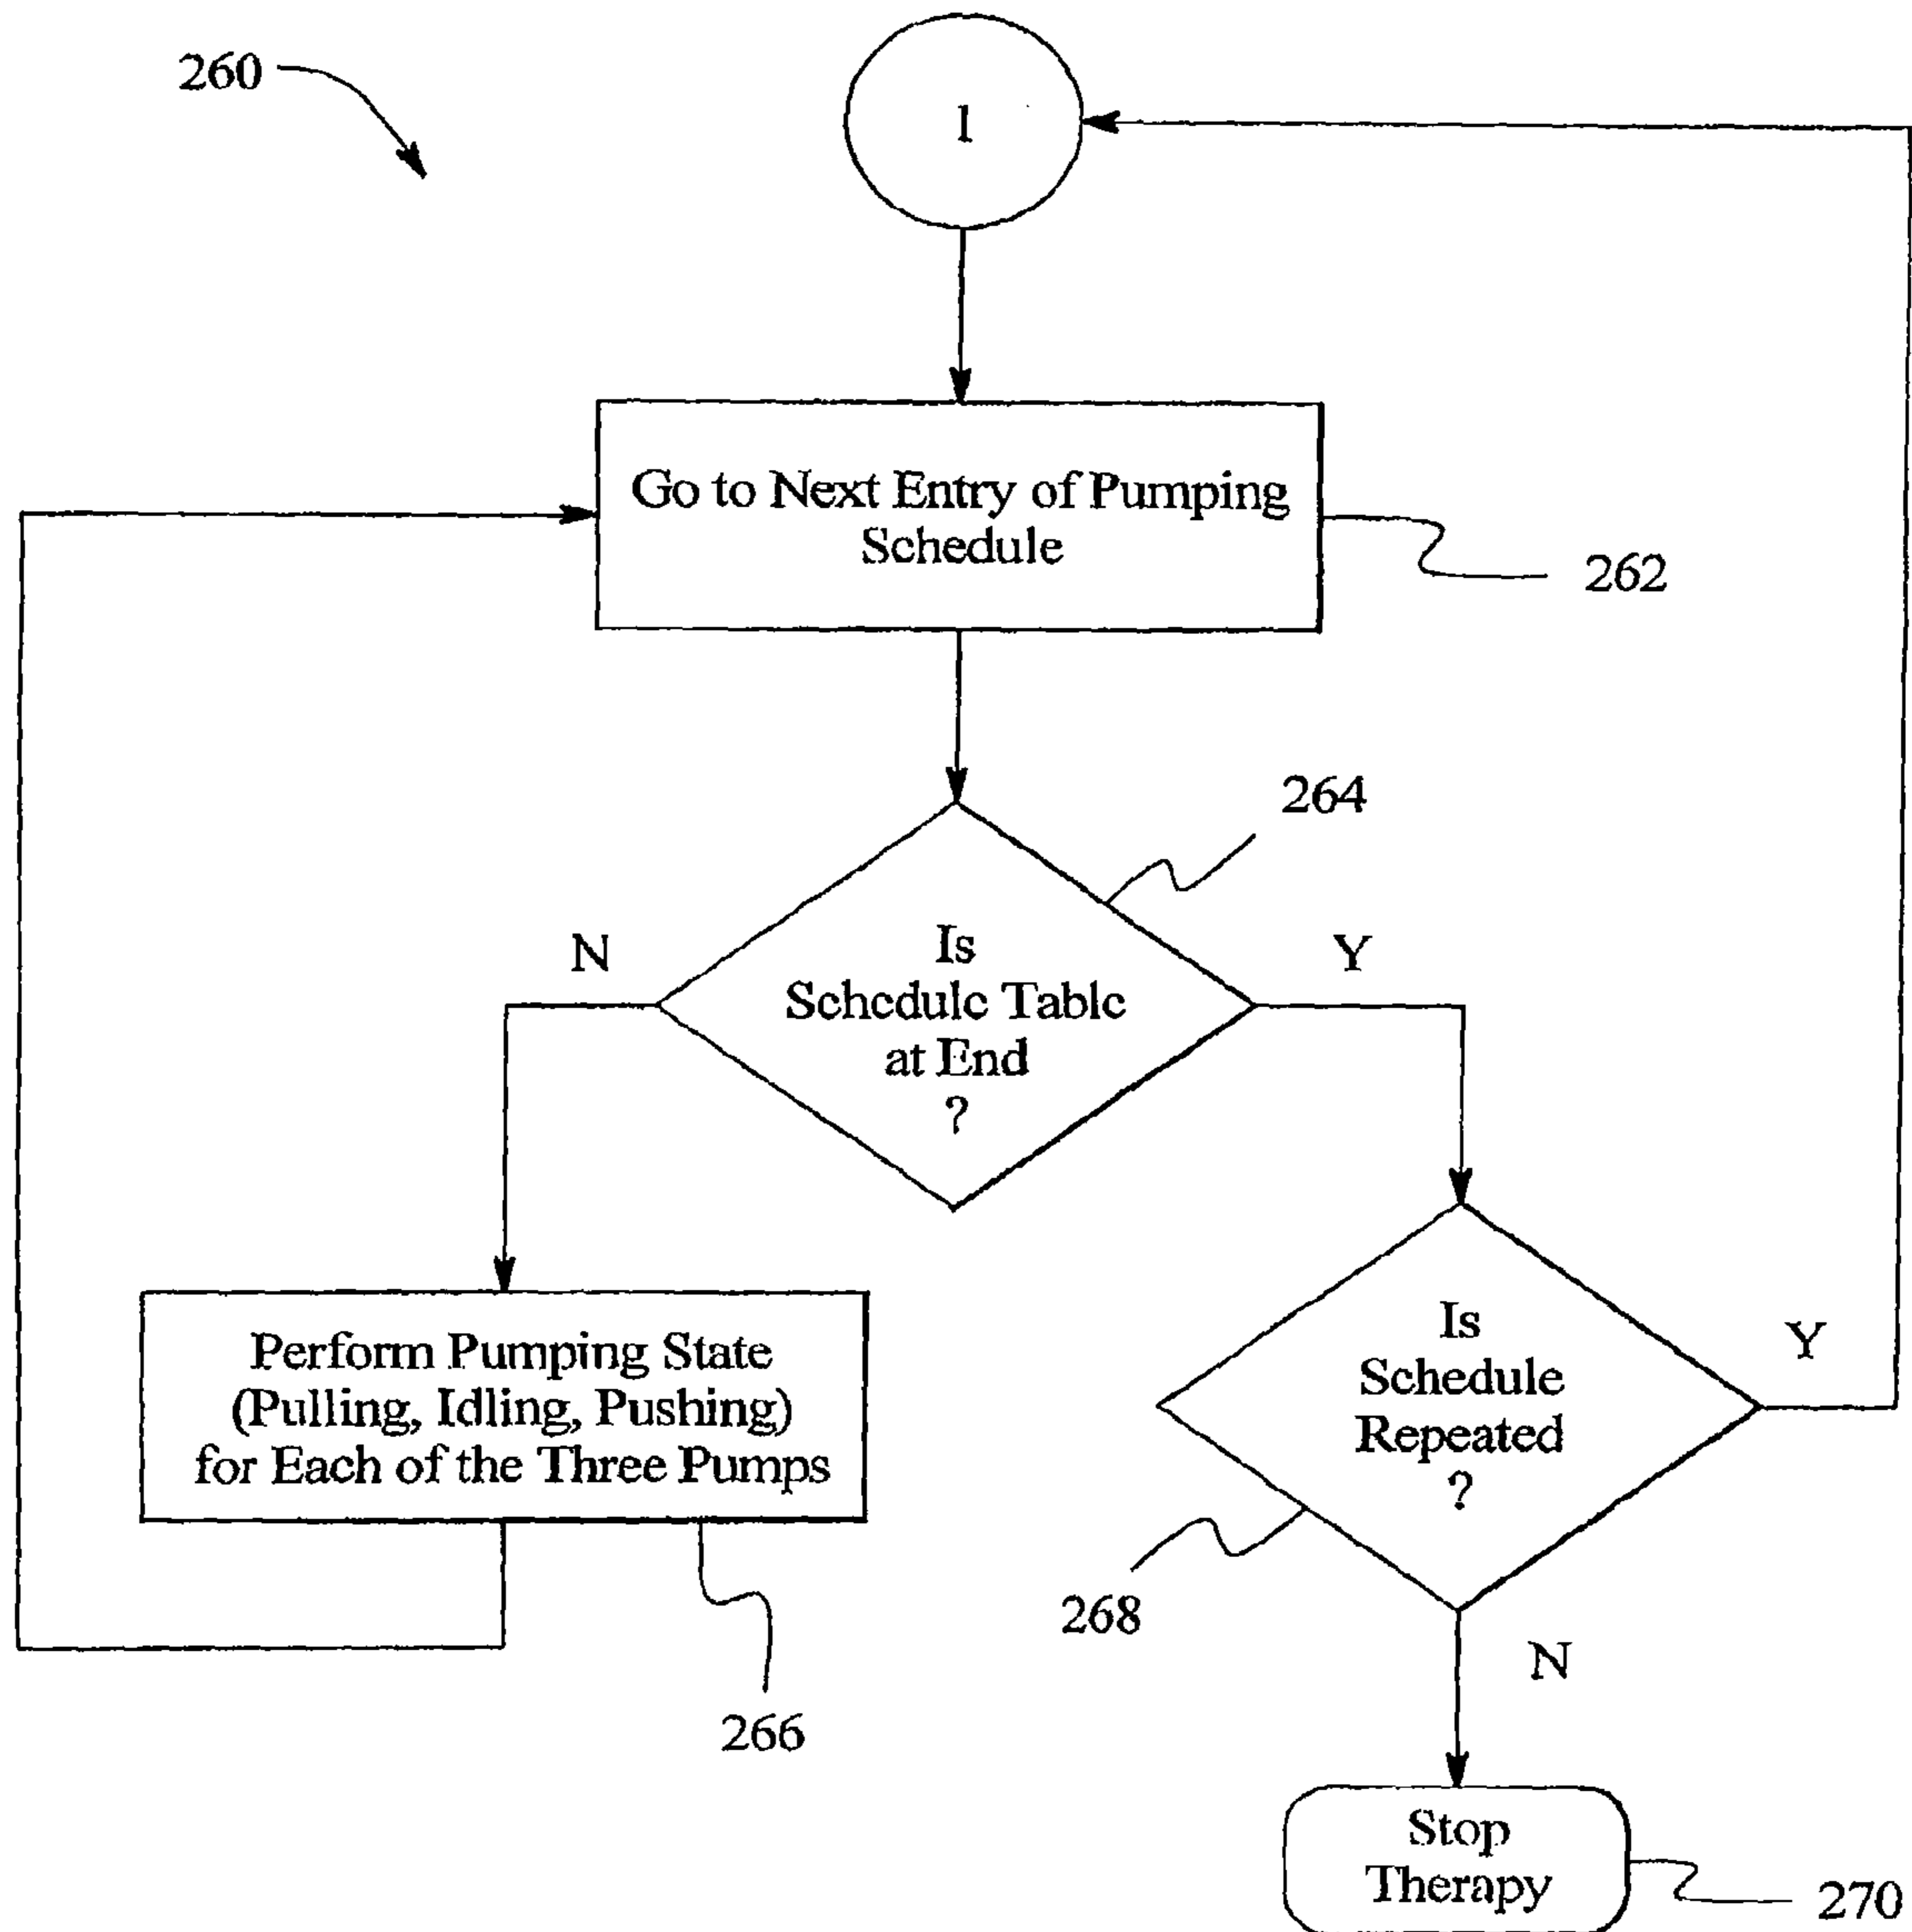 260
1
Go to Next Entry of Pumping
Schedule
262
264
N
Is
Schedule Table
at End
?
Y
Perform Pumping State
(Pulling, Idling, Pushing)
for Each of the Three Pumps
266
Is
Schedule
Repeated
?
Y
268
N
Stop
Therapy
270